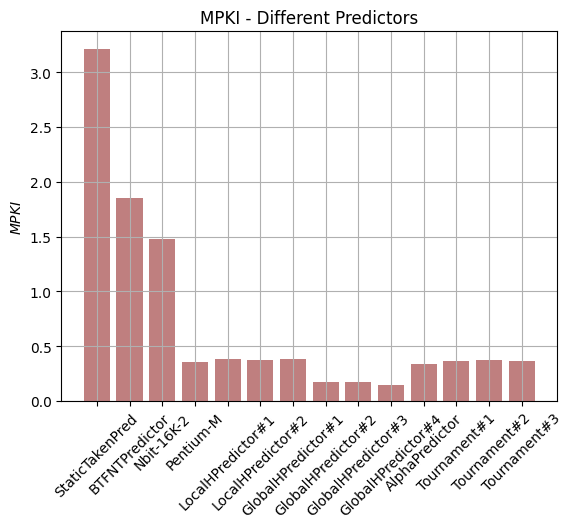 MPKI - Different Predictors
MPKI
3.0
2.5
2.0
1.5
1.0
0.5
0.0
StaticTakenPred
BTFNTPredictor
Nbit-16K-2
Pentium-M
LocalHPredictor#1
LocalHPredictor#2
GlobalHPredictor#1
GlobalHPredictor#2
GlobalHPredictor#3
GlobalHPredictor#4
AlphaPredictor
Tournament#1
Tournament#2
Tournament#3